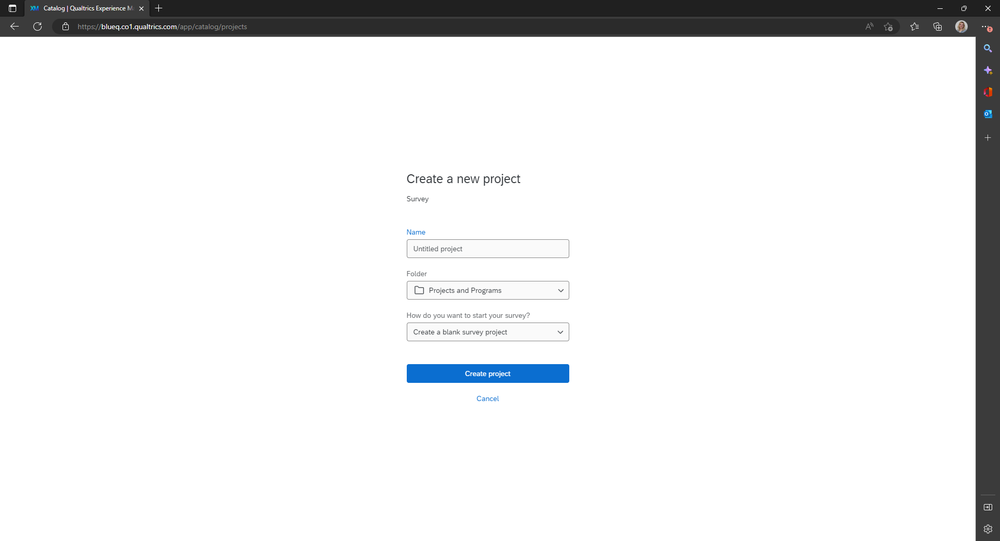 Catalog | Qualtrics Experience Ma
https://blueq.co1.qualtrics.com/app/catalog/projects
Create a new project
Survey
Name
Untitled project
Folder
Projects and Programs
How do you want to start your survey?
Create a blank survey project
Create project
Cancel